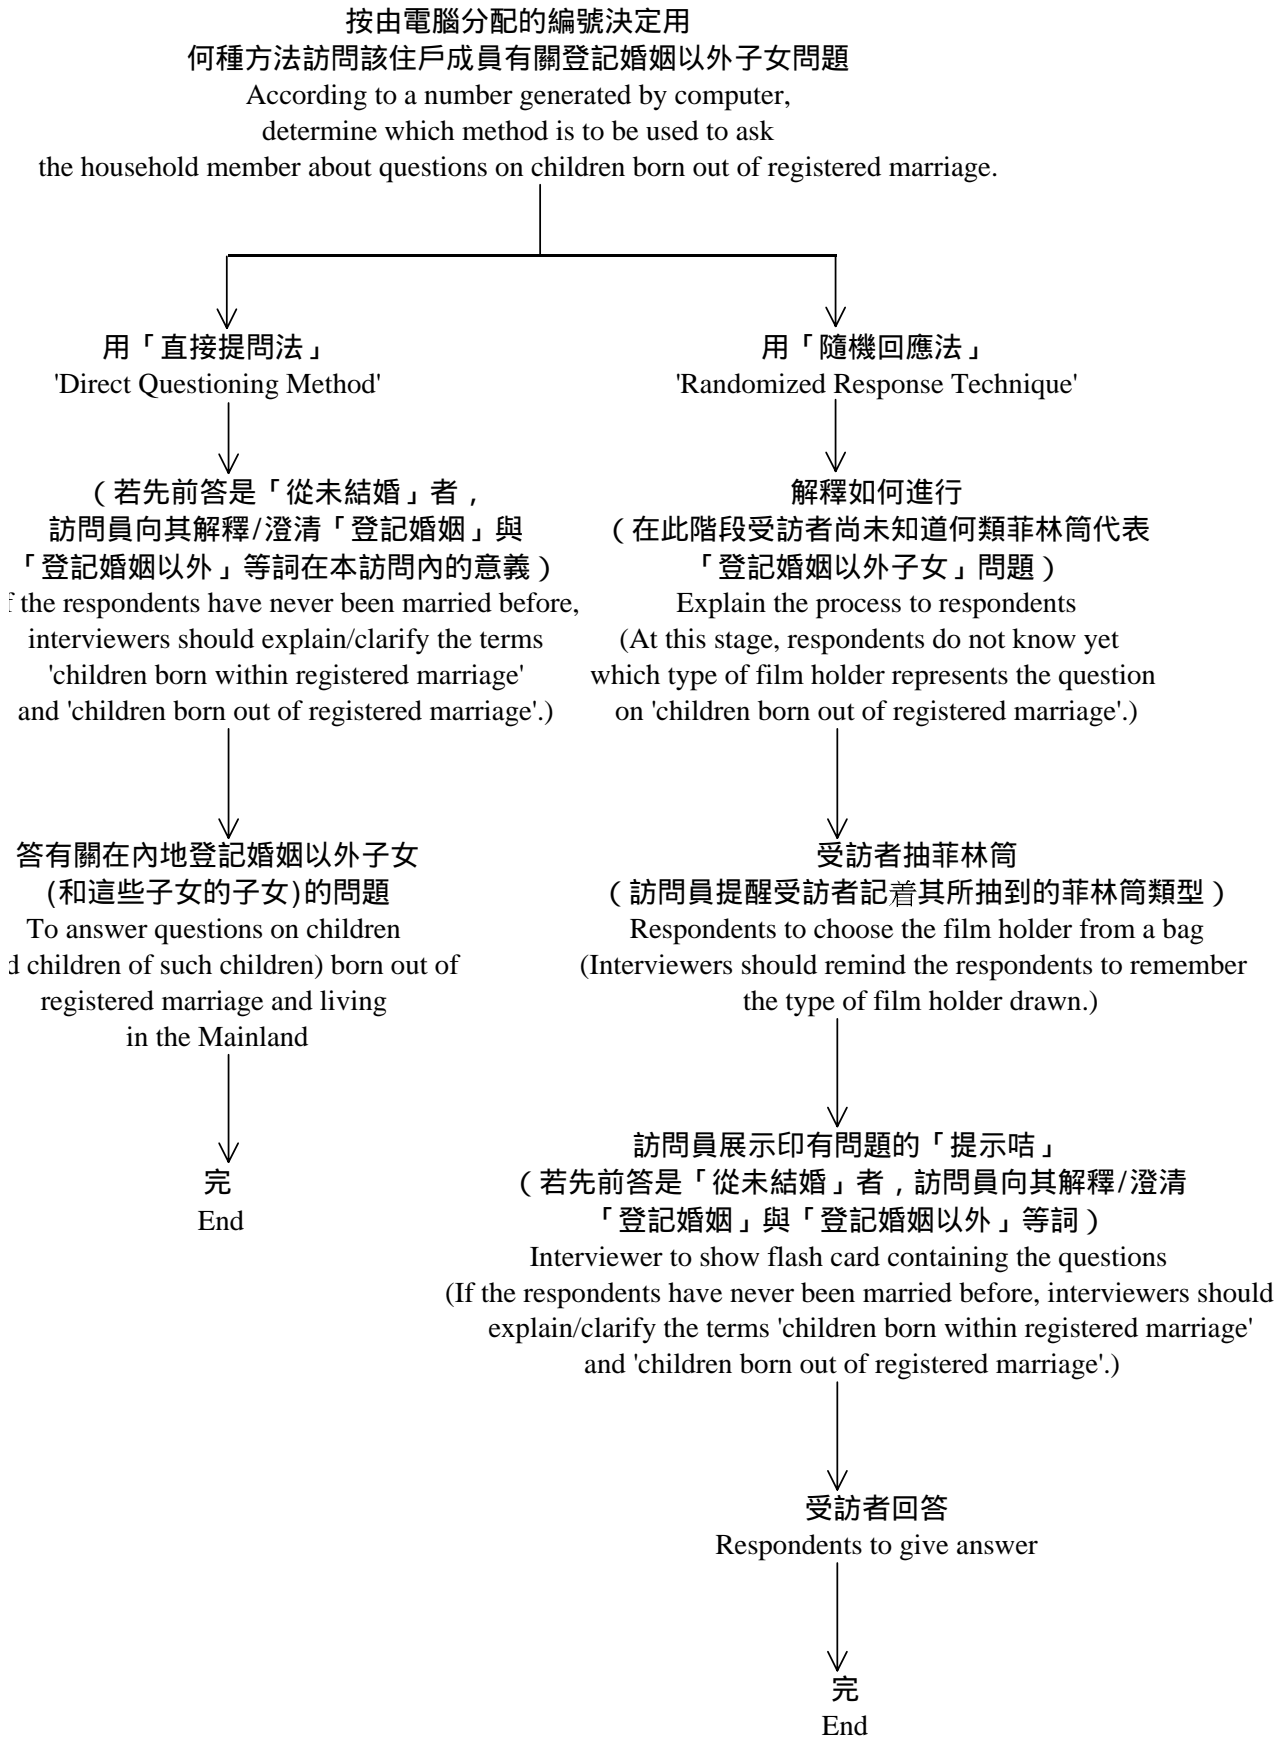 按由電腦分配的編號決定用
何種方法訪問該住戶成員有關登記婚姻以外子女問題
According to a number generated by computer,
determine which method is to be used to ask
the household member about questions on children born out of registered marriage.
用「直接提問法」
'Direct Questioning Method'
(若先前答是「從未結婚」者,
訪問員向其解釋/澄清「登記婚姻」與
「登記婚姻以外」等詞在本訪問內的意義)
the respondents have never been married before,
interviewers should explain/clarify the terms
'children born within registered marriage'
and 'children born out of registered marriage'.)
答有關在內地登記婚姻以外子女
(和這些子女的子女)的問題
To answer questions on children
children of such children) born out of
registered marriage and living
in the Mainland
完
End
用「隨機回應法」
'Randomized Response Technique'
解釋如何進行
(在此階段受訪者尚未知道何類菲林筒代表
「登記婚姻以外子女」問題)
Explain the process to respondents
(At this stage, respondents do not know yet
which type of film holder represents the question
on 'children born out of registered marriage'.)
受訪者抽菲林筒
(訪問員提醒受訪者記着其所抽到的菲林筒類型)
Respondents to choose the film holder from a bag
(Interviewers should remind the respondents to remember
the type of film holder drawn.)
訪問員展示印有問題的「提示咭」
(若先前答是「從未結婚」者,訪問員向其解釋/澄清
「登記婚姻」與「登記婚姻以外」等詞)
Interviewer to show flash card containing the questions
(If the respondents have never been married before, interviewers should
explain/clarify the terms 'children born within registered marriage'
and 'children born out of registered marriage'.)
受訪者回答
Respondents to give answer
完
End